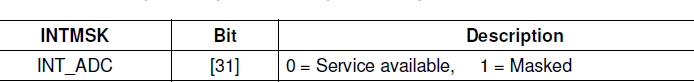 INTMSK Bit Description
INT_ADC [31] 0 = Service available, 1 = Masked